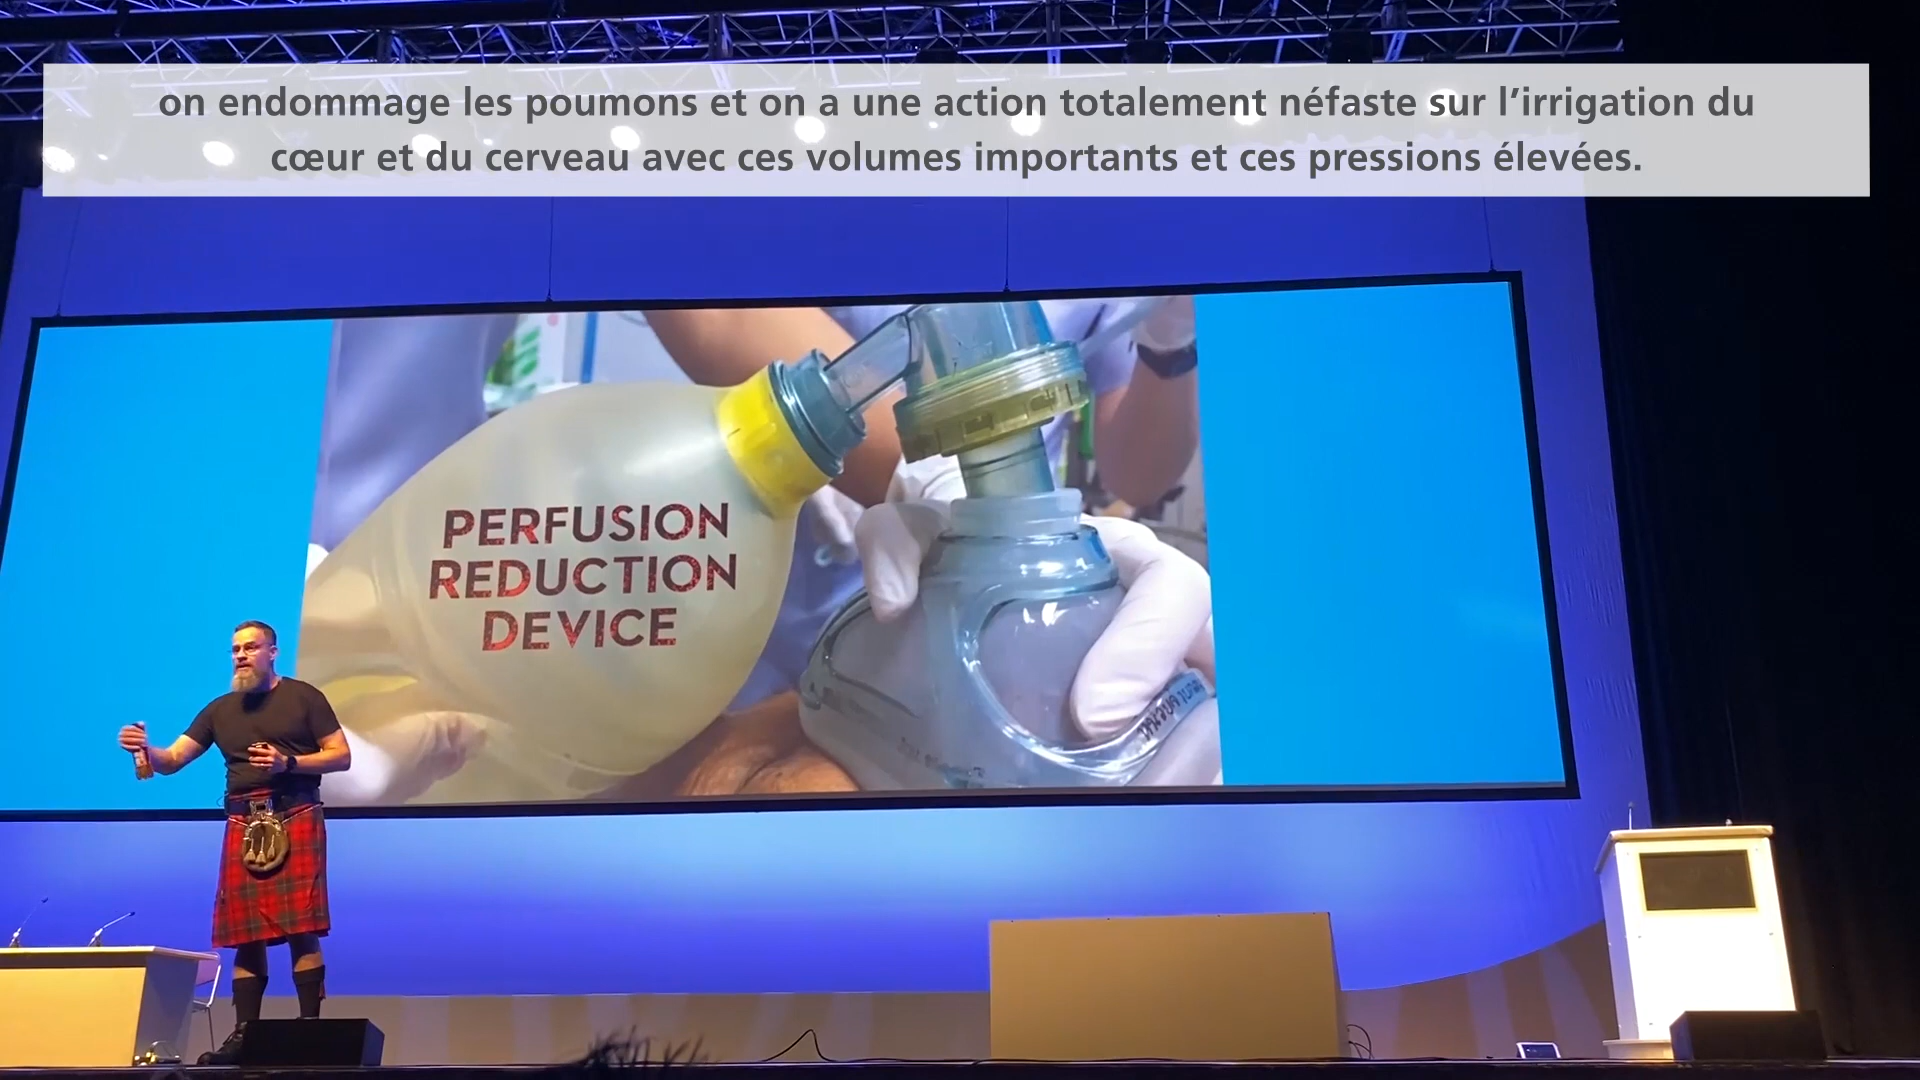 on endommage les poumons et on a une action totalement néfaste sur l’irrigation du
cœur et du cerveau avec ces volumes importants et ces pressions élevées.
PERFUSION
REDUCTION
DEVICE